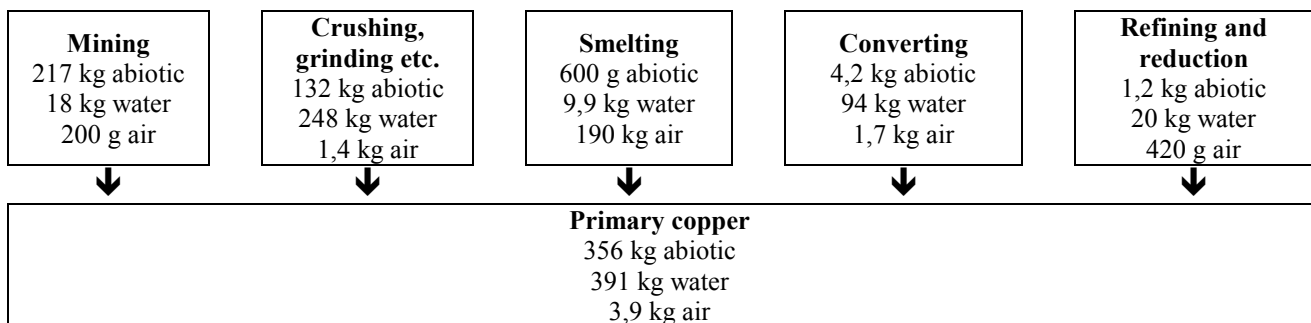 Mining
217 kg abiotic
18 kg water
200 g air
Crushing,
grinding etc.
132 kg abiotic
248 kg water
1,4 kg air
Smelting
600 g abiotic
9,9 kg water
190 kg air
Converting
4,2 kg abiotic
94 kg water
1,7 kg air
Refining and
reduction
1,2 kg abiotic
20 kg water
420 g air
Primary copper
356 kg abiotic
391 kg water
3,9 kg air